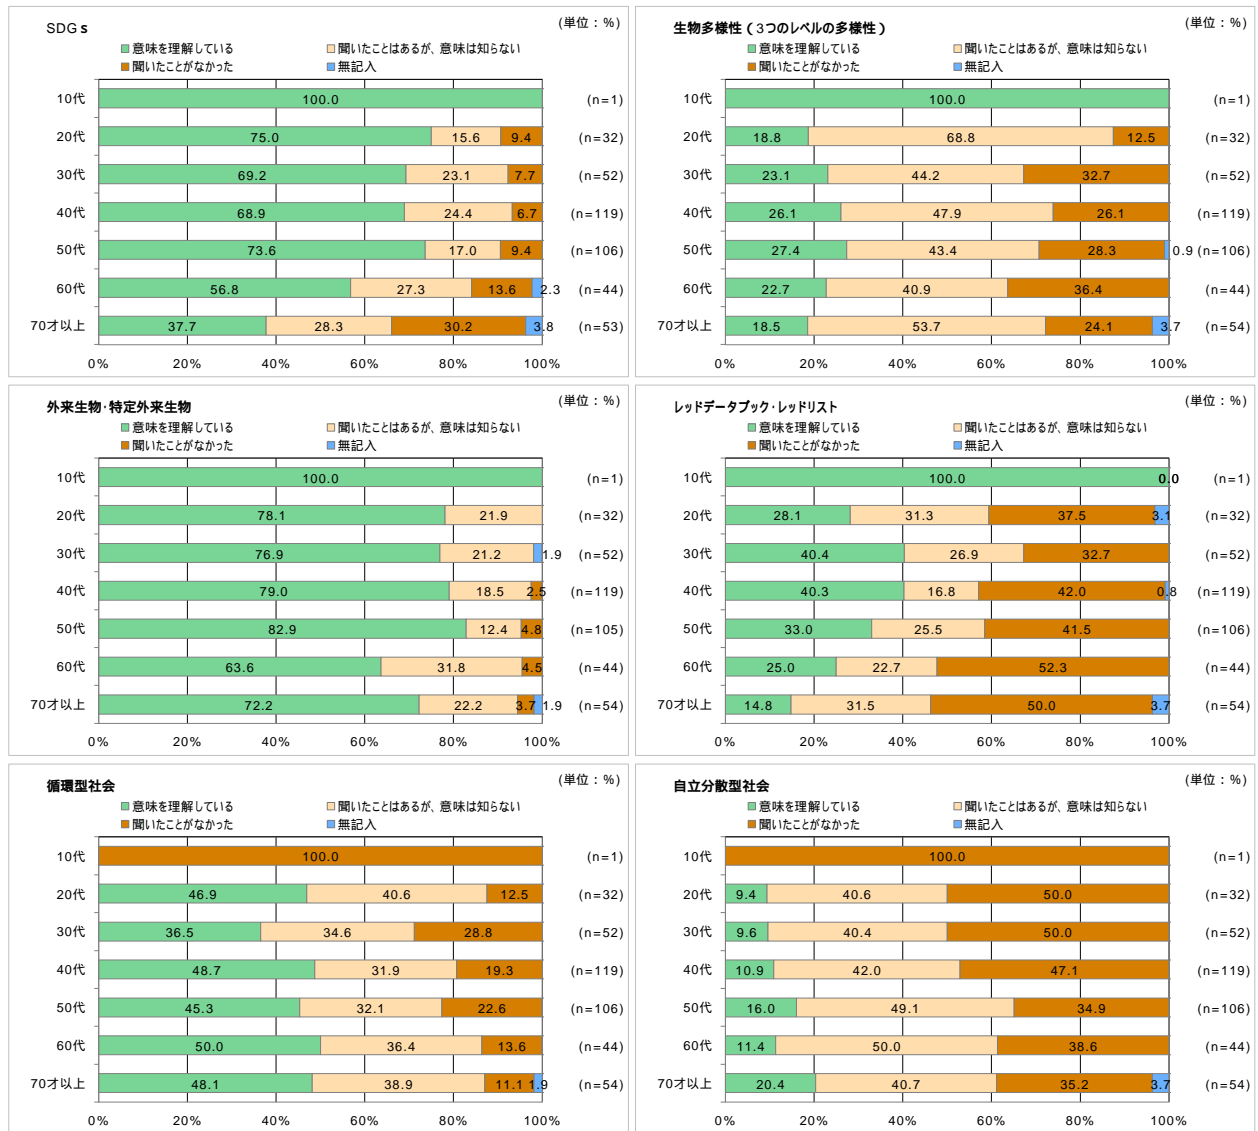 SDGs (単位：%)
意味を理解している 聞いたことはあるが、意味は知らない
聞いたことがなかった 無記入
10代 100.0 (n=1)
20代 75.0 15.6 9.4 (n=32)
30代 69.2 23.1 7.7 (n=52)
40代 68.9 24.4 6.7 (n=119)
50代 73.6 17.0 9.4 (n=106)
60代 56.8 27.3 13.6 2.3 (n=44)
70才以上 37.7 28.3 30.2 3.8 (n=53)
0% 20% 40% 60% 80% 100%
生物多様性（3つのレベルの多様性） (単位：%)
意味を理解している 聞いたことはあるが、意味は知らない
聞いたことがなかった 無記入
10代 100.0 (n=1)
20代 18.8 68.8 12.5 (n=32)
30代 23.1 44.2 32.7 (n=52)
40代 26.1 47.9 26.1 (n=119)
50代 27.4 43.4 28.3 0.9 (n=106)
60代 22.7 40.9 36.4 (n=44)
70才以上 18.5 53.7 24.1 3.7 (n=54)
0% 20% 40% 60% 80% 100%
外来生物･特定外来生物 (単位：%)
意味を理解している 聞いたことはあるが、意味は知らない
聞いたことがなかった 無記入
10代 100.0 (n=1)
20代 78.1 21.9 (n=32)
30代 76.9 21.2 1.9 (n=52)
40代 79.0 18.5 2.5 (n=119)
50代 82.9 12.4 4.8 (n=105)
60代 63.6 31.8 4.5 (n=44)
70才以上 72.2 22.2 3.7 1.9 (n=54)
0% 20% 40% 60% 80% 100%
レッドデータブック･レッドリスト (単位：%)
意味を理解している 聞いたことはあるが、意味は知らない
聞いたことがなかった 無記入
10代 100.0 0.0 (n=1)
20代 28.1 31.3 37.5 3.1 (n=32)
30代 40.4 26.9 32.7 (n=52)
40代 40.3 16.8 42.0 0.8 (n=119)
50代 33.0 25.5 41.5 (n=106)
60代 25.0 22.7 52.3 (n=44)
70才以上 14.8 31.5 50.0 3.7 (n=54)
0% 20% 40% 60% 80% 100%
循環型社会 (単位：%)
意味を理解している 聞いたことはあるが、意味は知らない
聞いたことがなかった 無記入
10代 100.0 (n=1)
20代 46.9 40.6 12.5 (n=32)
30代 36.5 34.6 28.8 (n=52)
40代 48.7 31.9 19.3 (n=119)
50代 45.3 32.1 22.6 (n=106)
60代 50.0 36.4 13.6 (n=44)
70才以上 48.1 38.9 11.1 1.9 (n=54)
0% 20% 40% 60% 80% 100%
自立分散型社会 (単位：%)
意味を理解している 聞いたことはあるが、意味は知らない
聞いたことがなかった 無記入
10代 100.0 (n=1)
20代 9.4 40.6 50.0 (n=32)
30代 9.6 40.4 50.0 (n=52)
40代 10.9 42.0 47.1 (n=119)
50代 16.0 49.1 34.9 (n=106)
60代 11.4 50.0 38.6 (n=44)
70才以上 20.4 40.7 35.2 3.7 (n=54)
0% 20% 40% 60% 80% 100%